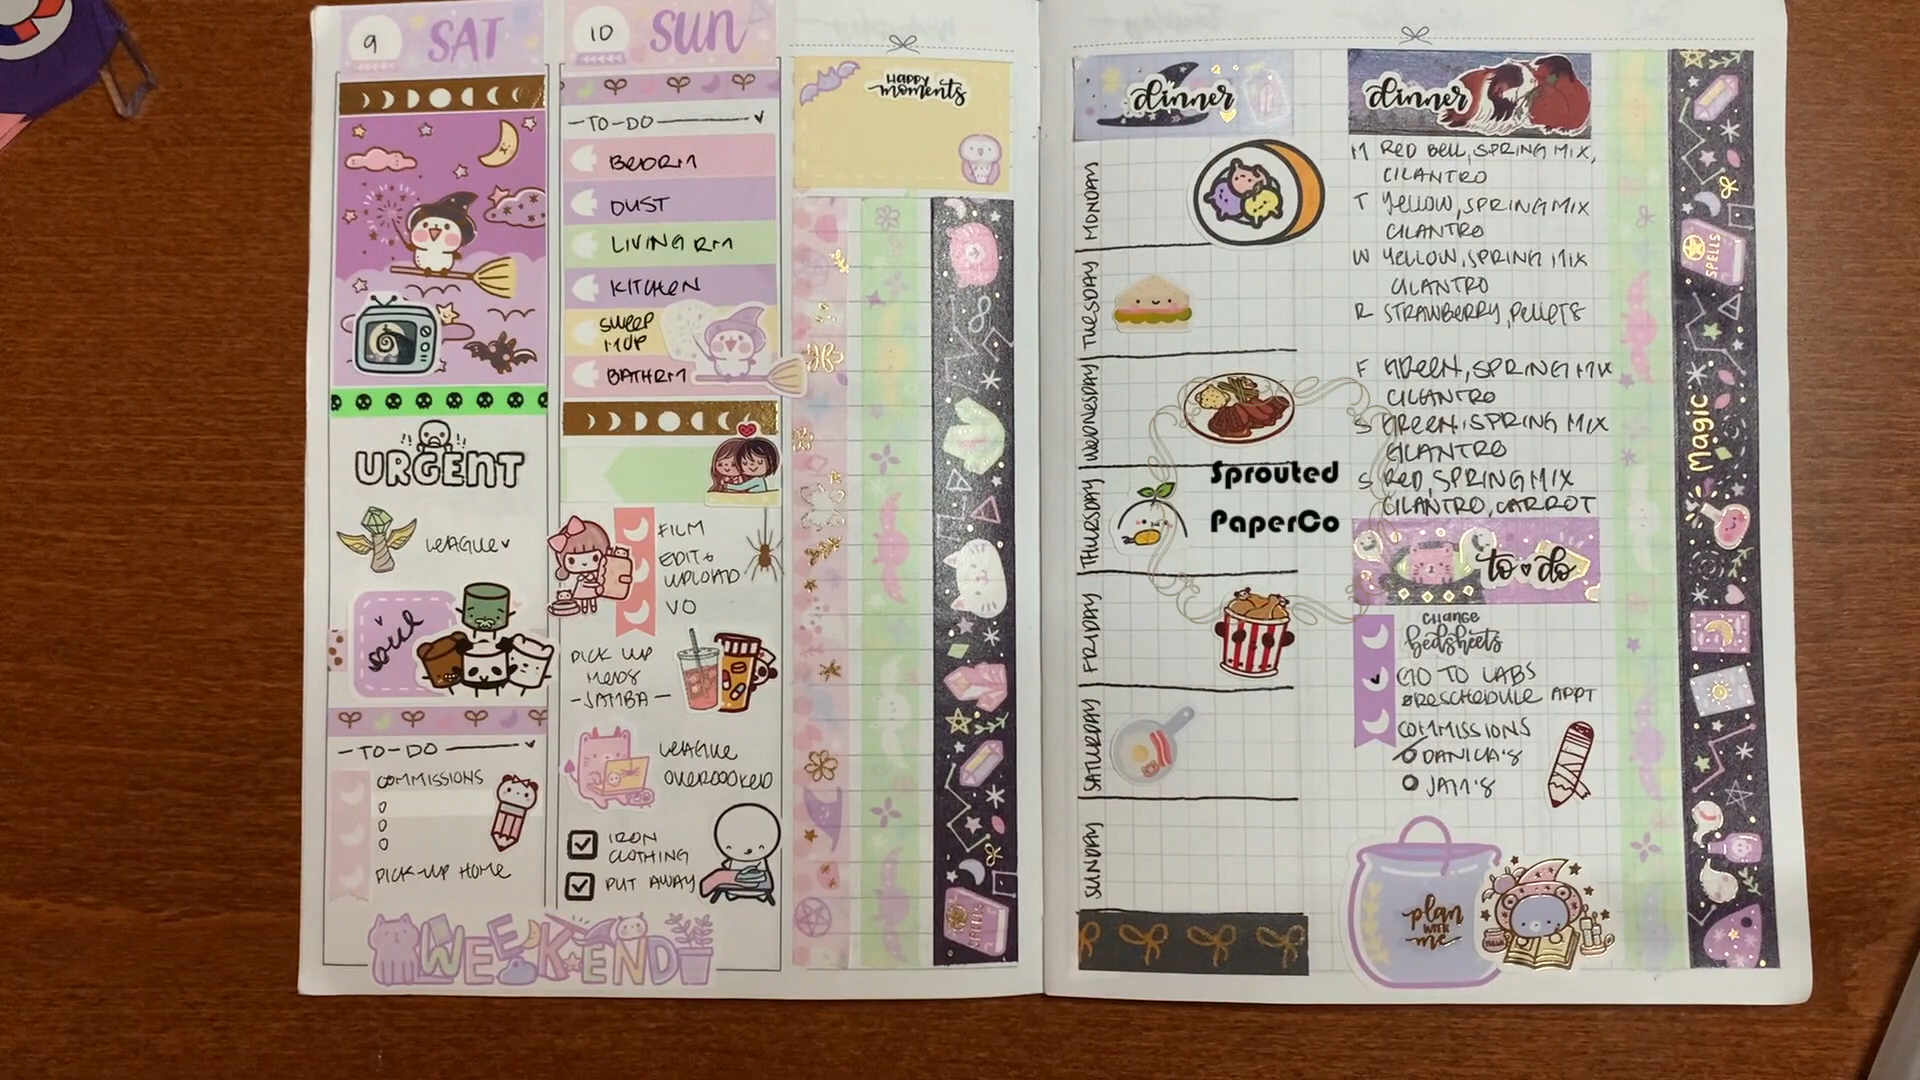 9 SAT
URGENT
LEAGUE
souL
-TO-DO
COMMISSIONS
PICK-UP HOME
WEEKEND
10 sun
-TO-DO
BEDRM
DUST
LIVING RM
KITCHEN
SWEEP
MOP
BATHRM
FILM
EDIT &
UPLOAD
VO
PICK UP
MEDS
-JAMBA-
LEAGUE
OVERCOOKED
IRON
CLOTHING
PUT AWAY
HAPPY
moments
SPELLS
dinner
MONDAY
TUESDAY
WEDNESDAY
THURSDAY
FRIDAY
SATURDAY
SUNDAY
Sprouted
PaperCo
dinner
M RED BELL, SPRING MIX,
CILANTRO
T YELLOW, SPRING MIX
CILANTRO
W YELLOW, SPRING MIX
CILANTRO
R STRAWBERRY, PELLETS
F GREEN, SPRING MIX
CILANTRO
S GREEN, SPRING MIX
CILANTRO
S RED, SPRING MIX
CILANTRO, CARROT
to do
CHANGE
bedsheets
GO TO LABS
RESCHEDULE APPT
COMMISSIONS
DANICA'S
JAM'S
plan
WITH
me
SPELLS
Magic